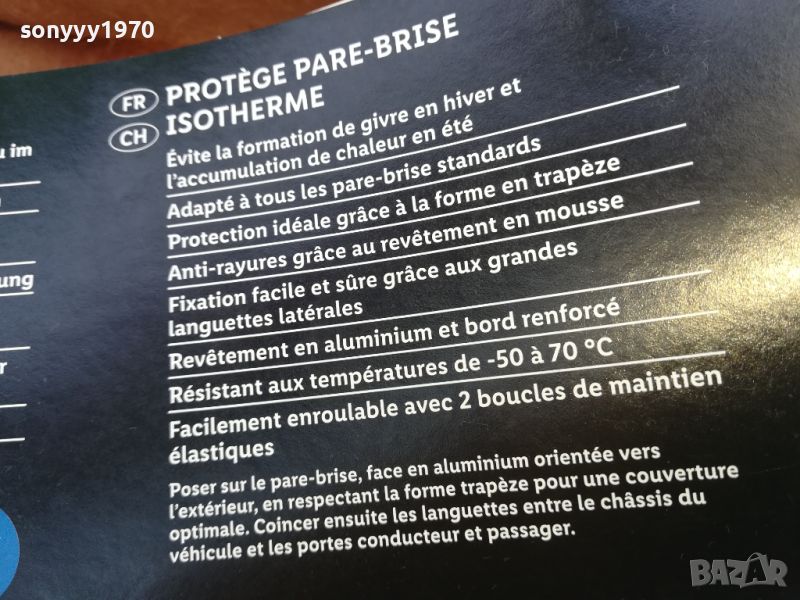 sonyyy1970
u im
ung
r
FR
CH
PROTÈGE PARE-BRISE
ISOTHERME
Évite la formation de givre en hiver et
l'accumulation de chaleur en été
Adapté à tous les pare-brise standards
Protection idéale grâce à la forme en trapèze
Anti-rayures grâce au revêtement en mousse
Fixation facile et sûre grâce aux grandes
languettes latérales
Revêtement en aluminium et bord renforcé
Résistant aux températures de -50 à 70 °C
Facilement enroulable avec 2 boucles de maintien
élastiques
Poser sur le pare-brise, face en aluminium orientée vers
l'extérieur, en respectant la forme trapèze pour une couverture
optimale. Coincer ensuite les languettes entre le châssis du
véhicule et les portes conducteur et passager.
BAZAR